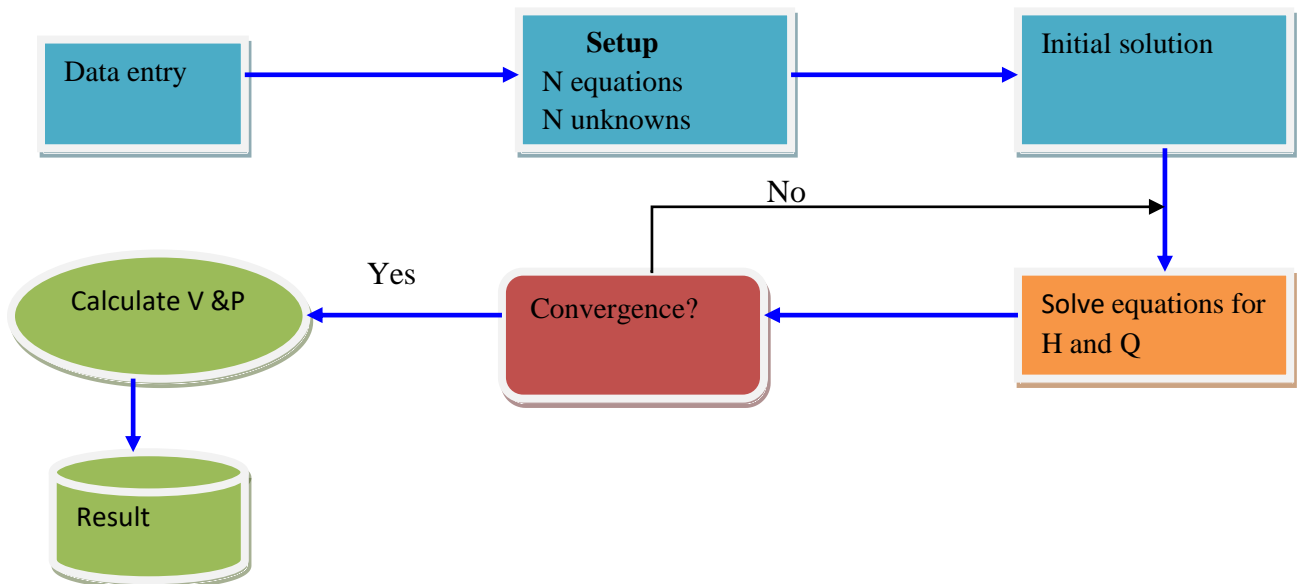 Data entry
Setup
N equations
N unknowns
Initial solution
No
Solve equations for
H and Q
Convergence?
Yes
Calculate V &P
Result